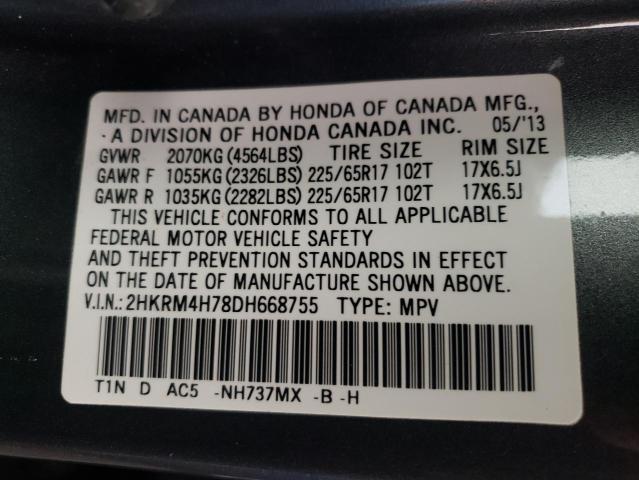 MFD. IN CANADA BY HONDA OF CANADA MFG.,
A DIVISION OF HONDA CANADA INC. 05/'13
GVWR 2070KG (4564LBS) TIRE SIZE RIM SIZE
GAWR F 1055KG (2326LBS) 225/65R17 102T 17X6.5J
GAWR R 1035KG (2282LBS) 225/65R17 102T 17X6.5J
THIS VEHICLE CONFORMS TO ALL APPLICABLE
FEDERAL MOTOR VEHICLE SAFETY
AND THEFT PREVENTION STANDARDS IN EFFECT
ON THE DATE OF MANUFACTURE SHOWN ABOVE.
V.I.N.: 2HKRM4H78DH668755 TYPE: MPV
T1N D AC5 -NH737MX -B -H